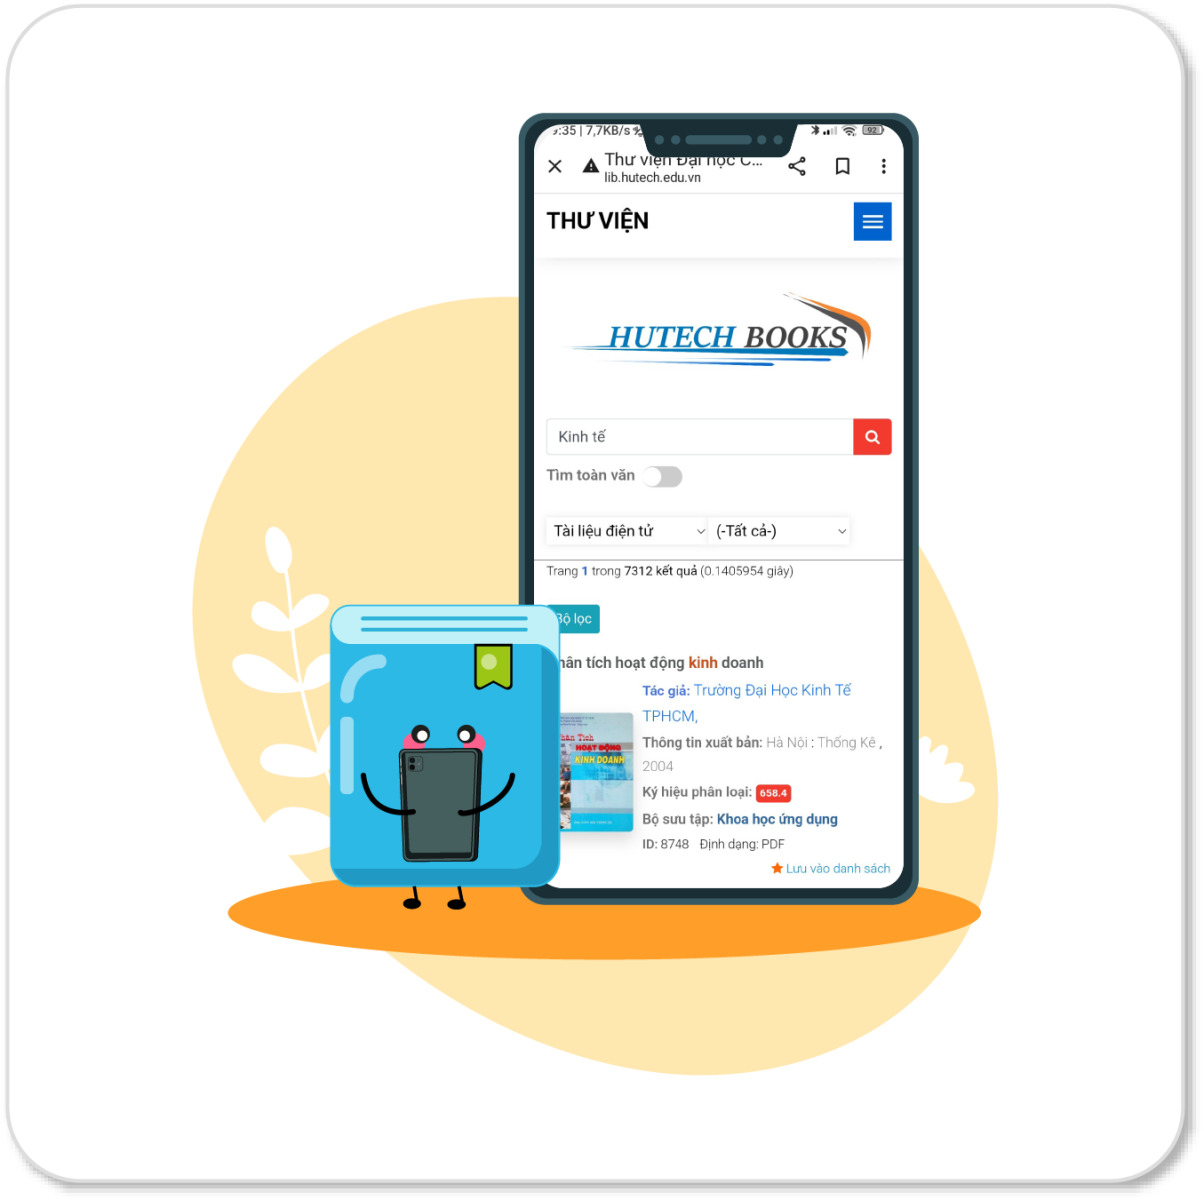 9:35 | 7,7KB/s
92
Thư viện Đại học C...
lib.hutech.edu.vn
THƯ VIỆN
HUTECH BOOKS
Kinh tế
Tìm toàn văn
Tài liệu điện tử (-Tất cả-)
Trang 1 trong 7312 kết quả (0.1405954 giây)
Bộ lọc
hân tích hoạt động kinh doanh
Tác giả: Trường Đại Học Kinh Tế
TPHCM,
Thông tin xuất bản: Hà Nội : Thống Kê ,
2004
Ký hiệu phân loại: 658.4
Bộ sưu tập: Khoa học ứng dụng
ID: 8748 Định dạng: PDF
Lưu vào danh sách
hân Tích
HOẠT ĐỘNG
KINH DOANH